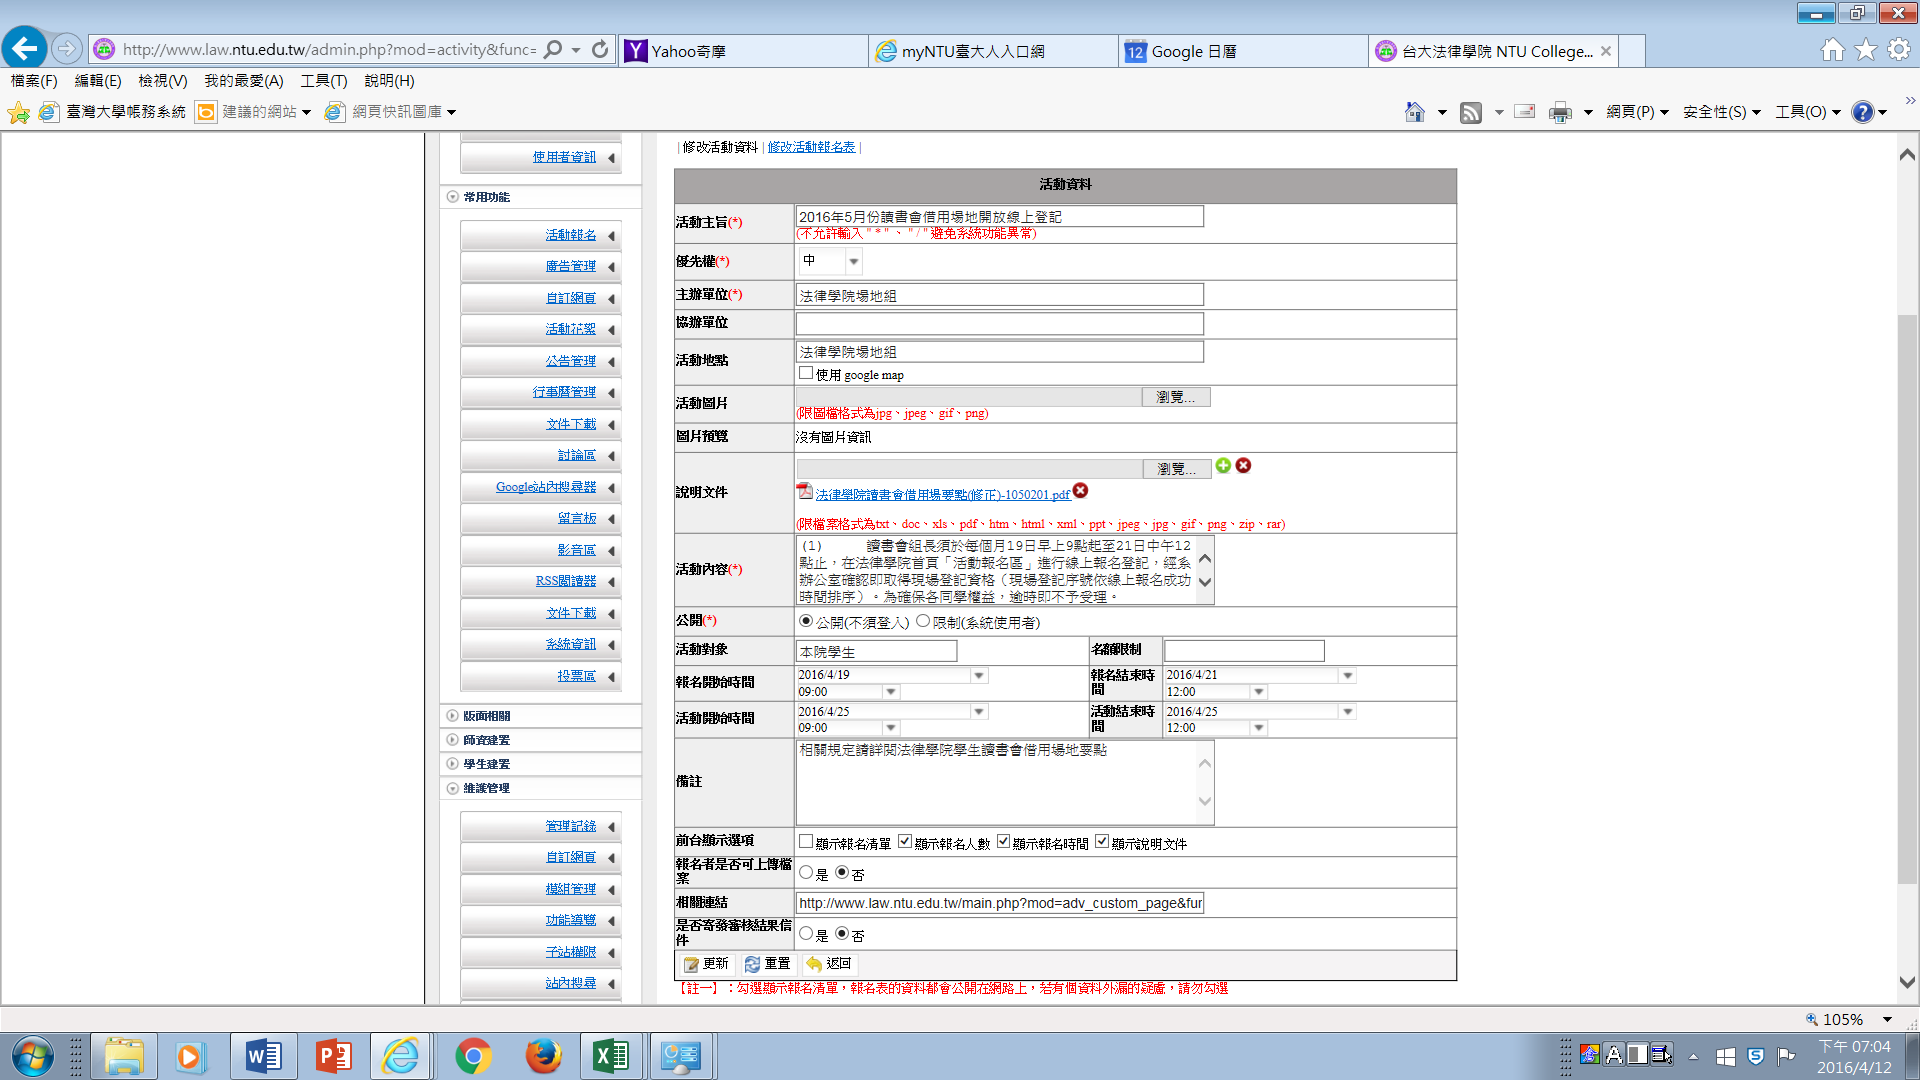 http://www.law.ntu.edu.tw/admin.php?mod=activity&func=
Yahoo奇摩
myNTU臺大人入口網
Google 日曆
台大法律學院 NTU College...
檔案(F) 編輯(E) 檢視(V) 我的最愛(A) 工具(T) 說明(H)
臺灣大學帳務系統 建議的網站 網頁快訊圖庫
網頁(P) 安全性(S) 工具(O)
使用者資訊
常用功能
活動報名
廣告管理
自訂網頁
活動花絮
公告管理
行事曆管理
文件下載
討論區
Google站內搜尋器
留言板
影音區
RSS閱讀器
文件下載
系統資訊
投票區
版面相關
師資建置
學生建置
維護管理
管理記錄
自訂網頁
模組管理
功能導覽
子站權限
站內搜尋
| 修改活動資料 | 修改活動報名表 |
活動資料
活動主旨(*) 2016年5月份讀書會借用場地開放線上登記
(不允許輸入 " * " 、 " / " 避免系統功能異常)
優先權(*) 中
主辦單位(*) 法律學院場地組
協辦單位
活動地點 法律學院場地組
使用 google map
活動圖片 瀏覽...
(限圖檔格式為jpg、jpeg、gif、png)
圖片預覽 沒有圖片資訊
說明文件 瀏覽...
法律學院讀書會借用場要點(修正)-1050201.pdf
(限檔案格式為txt、doc、xls、pdf、htm、html、xml、ppt、jpeg、jpg、gif、png、zip、rar)
活動內容(*)
(1) 讀書會組長須於每個月19日早上9點起至21日中午12
點止，在法律學院首頁「活動報名區」進行線上報名登記，經系
辦公室確認即取得現場登記資格（現場登記序號依線上報名成功
時間排序）。為確保各同學權益，逾時即不予受理。
公開(*) 公開(不須登入) 限制(系統使用者)
活動對象 本院學生 名額限制
報名開始時間 2016/4/19 09:00 報名結束時間 2016/4/21 12:00
活動開始時間 2016/4/25 09:00 活動結束時間 2016/4/25 12:00
備註 相關規定請詳閱法律學院學生讀書會借用場地要點
前台顯示選項 顯示報名清單 顯示報名人數 顯示報名時間 顯示說明文件
報名者是否可上傳檔案 是 否
相關連結 http://www.law.ntu.edu.tw/main.php?mod=adv_custom_page&fur
是否寄發審核結果信件 是 否
更新 重置 返回
【註一】：勾選顯示報名清單，報名表的資料都會公開在網路上，若有個資料外漏的疑慮，請勿勾選
105%
下午 07:04
2016/4/12